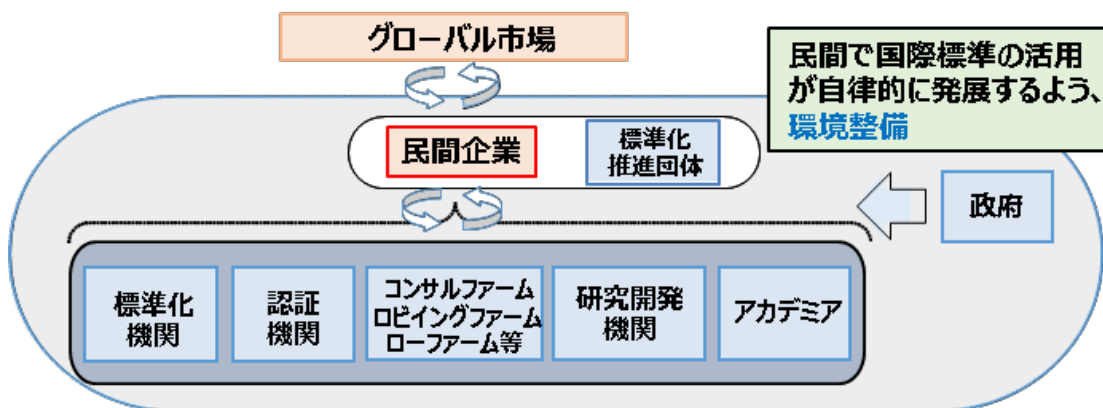 グローバル市場
民間で国際標準の活用
が自律的に発展するよう、
環境整備
民間企業
標準化
推進団体
政府
標準化
機関
認証
機関
コンサルファーム
ロビイングファーム
ローファーム等
研究開発
機関
アカデミア